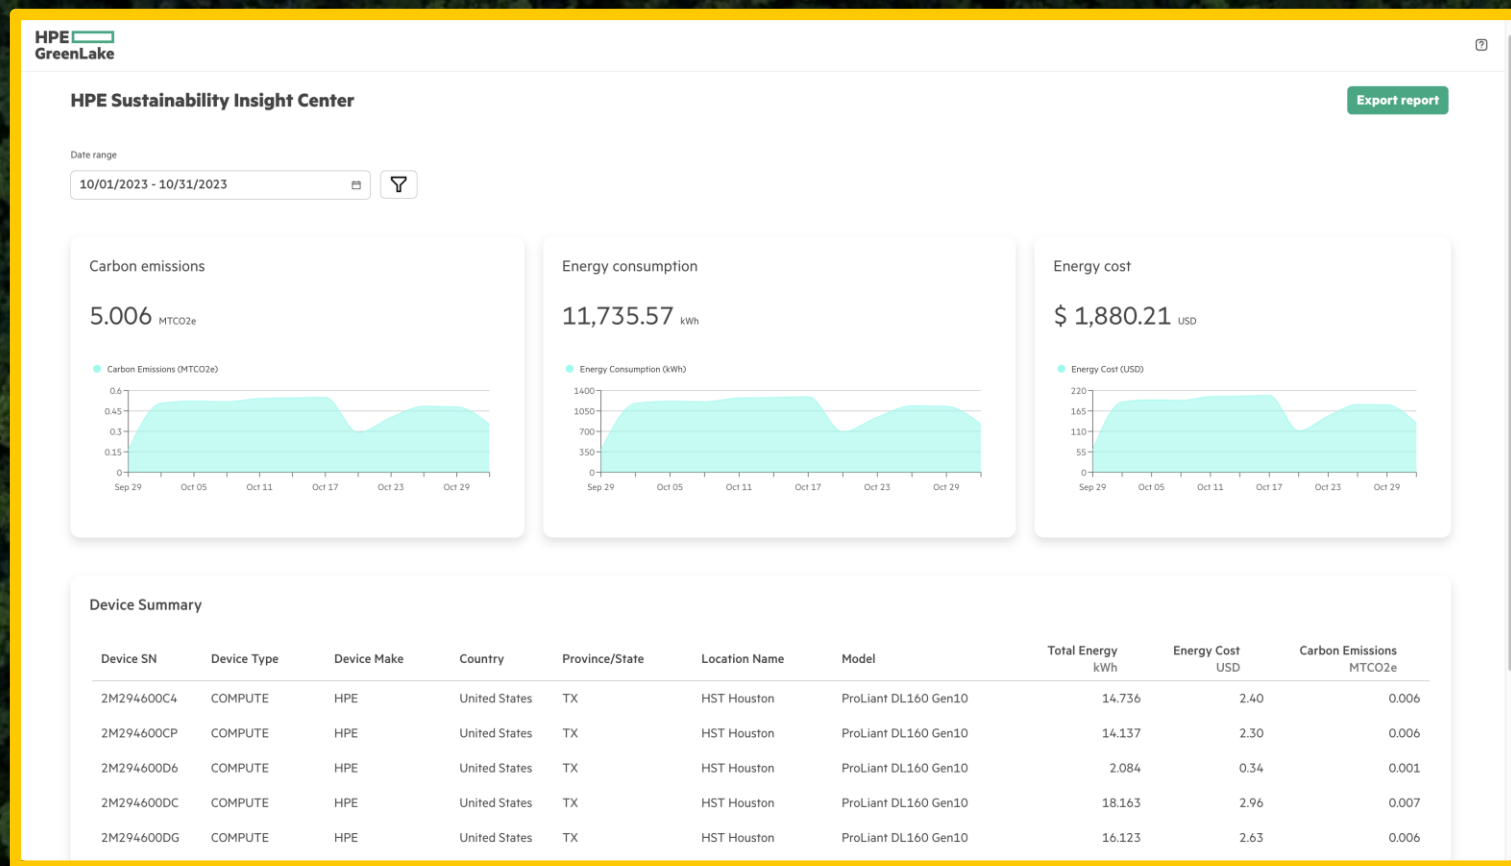 HPE
GreenLake
HPE Sustainability Insight Center
Export report
Date range
10/01/2023 - 10/31/2023
Carbon emissions
5.006 MTCO2e
Carbon Emissions (MTCO2e)
0.6
0.45
0.3
0.15
0
Sep 29 Oct 05 Oct 11 Oct 17 Oct 23 Oct 29
Energy consumption
11,735.57 kWh
Energy Consumption (kWh)
1400
1050
700
350
0
Sep 29 Oct 05 Oct 11 Oct 17 Oct 23 Oct 29
Energy cost
$ 1,880.21 USD
Energy Cost (USD)
220
165
110
55
0
Sep 29 Oct 05 Oct 11 Oct 17 Oct 23 Oct 29
Device Summary
Device SN Device Type Device Make Country Province/State Location Name Model Total Energy kWh Energy Cost USD Carbon Emissions MTCO2e
2M294600C4 COMPUTE HPE United States TX HST Houston ProLiant DL160 Gen10 14.736 2.40 0.006
2M294600CP COMPUTE HPE United States TX HST Houston ProLiant DL160 Gen10 14.137 2.30 0.006
2M294600D6 COMPUTE HPE United States TX HST Houston ProLiant DL160 Gen10 2.084 0.34 0.001
2M294600DC COMPUTE HPE United States TX HST Houston ProLiant DL160 Gen10 18.163 2.96 0.007
2M294600DG COMPUTE HPE United States TX HST Houston ProLiant DL160 Gen10 16.123 2.63 0.006